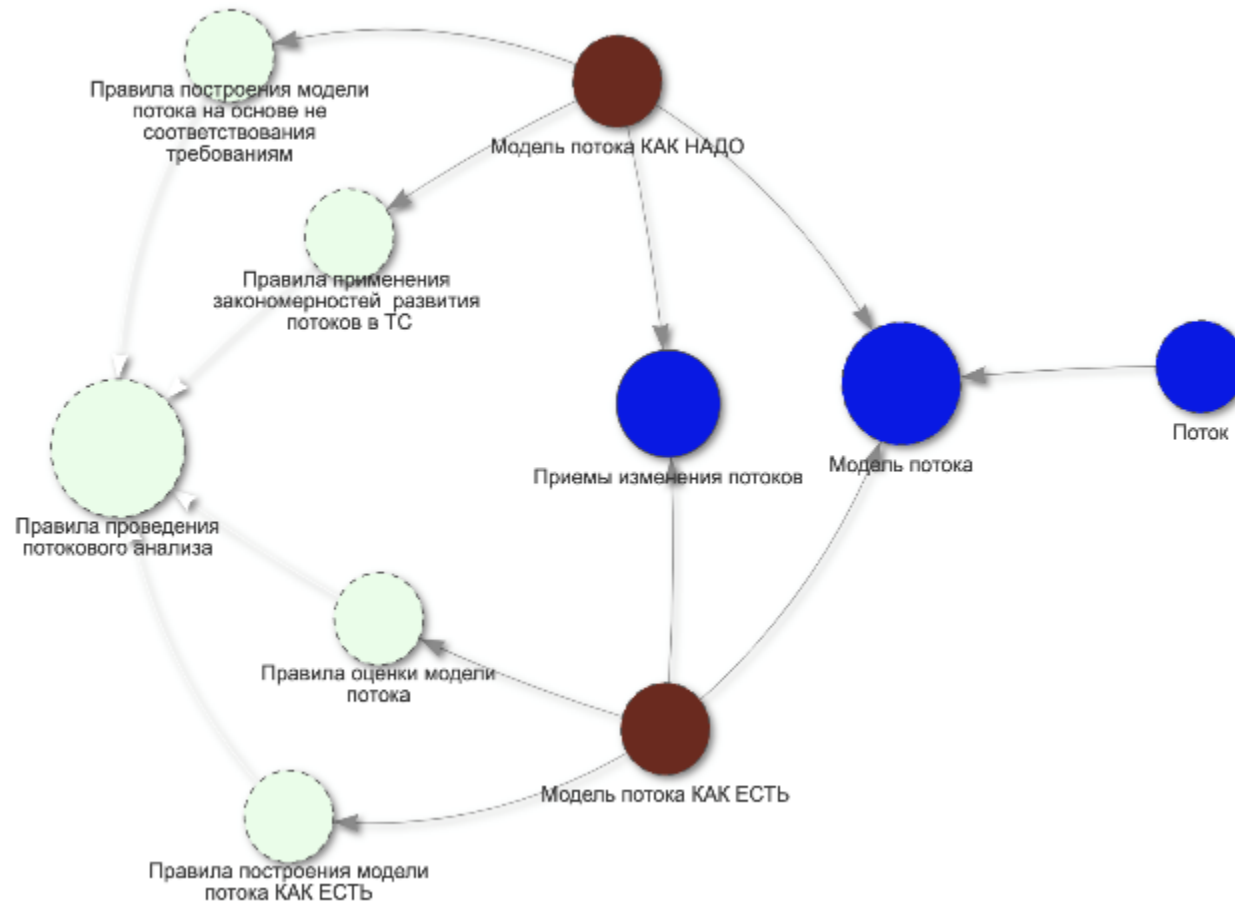 Правила построения модели
потока на основе не
соответствования
требованиям
Модель потока КАК НАДО
Правила применения
закономерностей развития
потоков в ТС
Поток
Модель потока
Приемы изменения потоков
Правила проведения
потокового анализа
Правила оценки модели
потока
Модель потока КАК ЕСТЬ
Правила построения модели
потока КАК ЕСТЬ